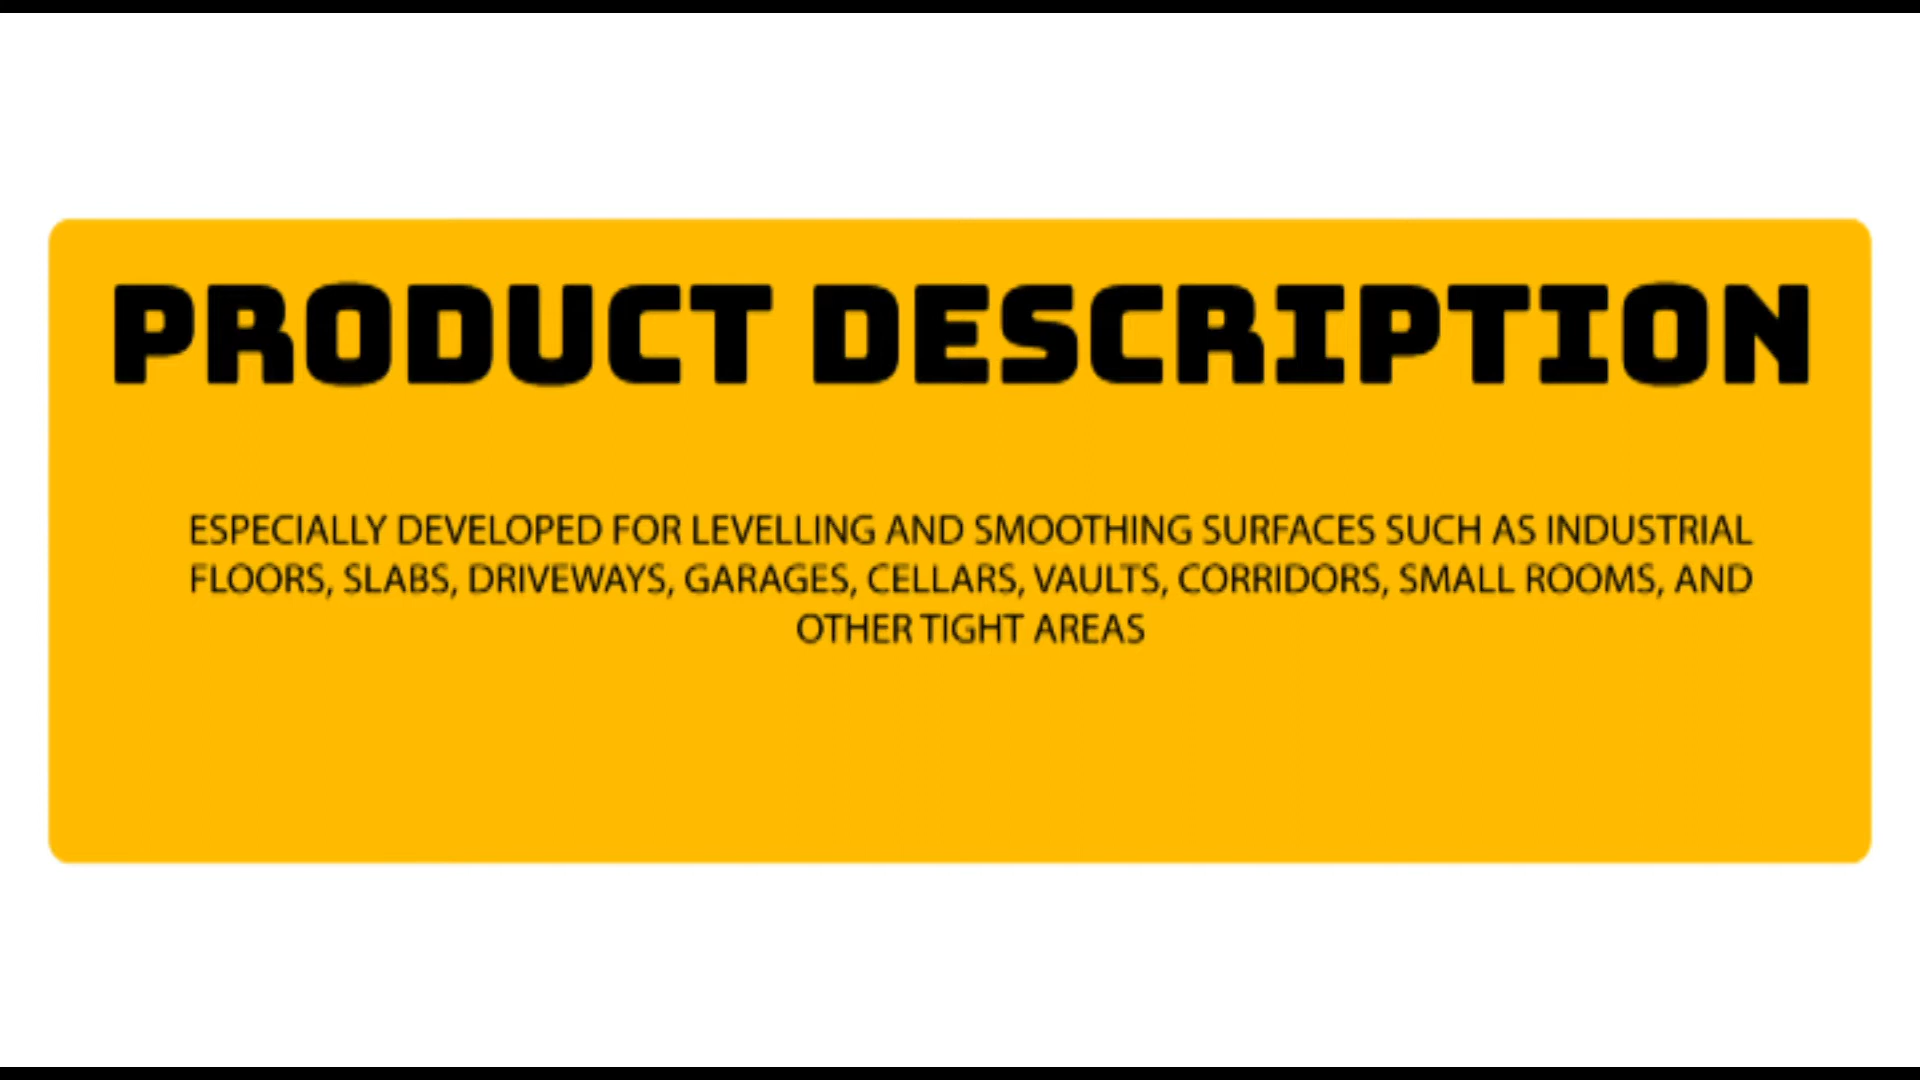 PRODUCT DESCRIPTION
ESPECIALLY DEVELOPED FOR LEVELLING AND SMOOTHING SURFACES SUCH AS INDUSTRIAL
FLOORS, SLABS, DRIVEWAYS, GARAGES, CELLARS, VAULTS, CORRIDORS, SMALL ROOMS, AND
OTHER TIGHT AREAS